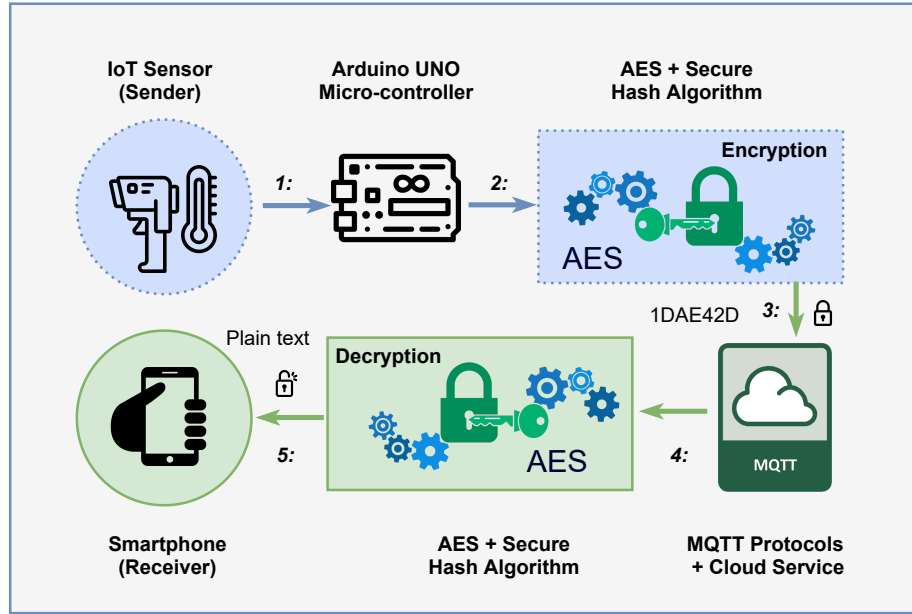 IoT Sensor
(Sender)
Arduino UNO
Micro-controller
AES + Secure
Hash Algorithm
1:
2:
Encryption
AES
1DAE42D
3:
MQTT
MQTT Protocols
+ Cloud Service
4:
Decryption
AES
AES + Secure
Hash Algorithm
Plain text
5:
Smartphone
(Receiver)